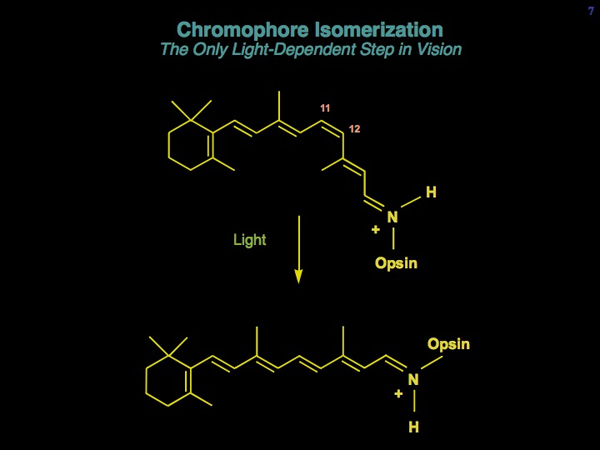 7
Chromophore Isomerization
The Only Light-Dependent Step in Vision
11
12
H
N
+
Opsin
Light
Opsin
N
+
H